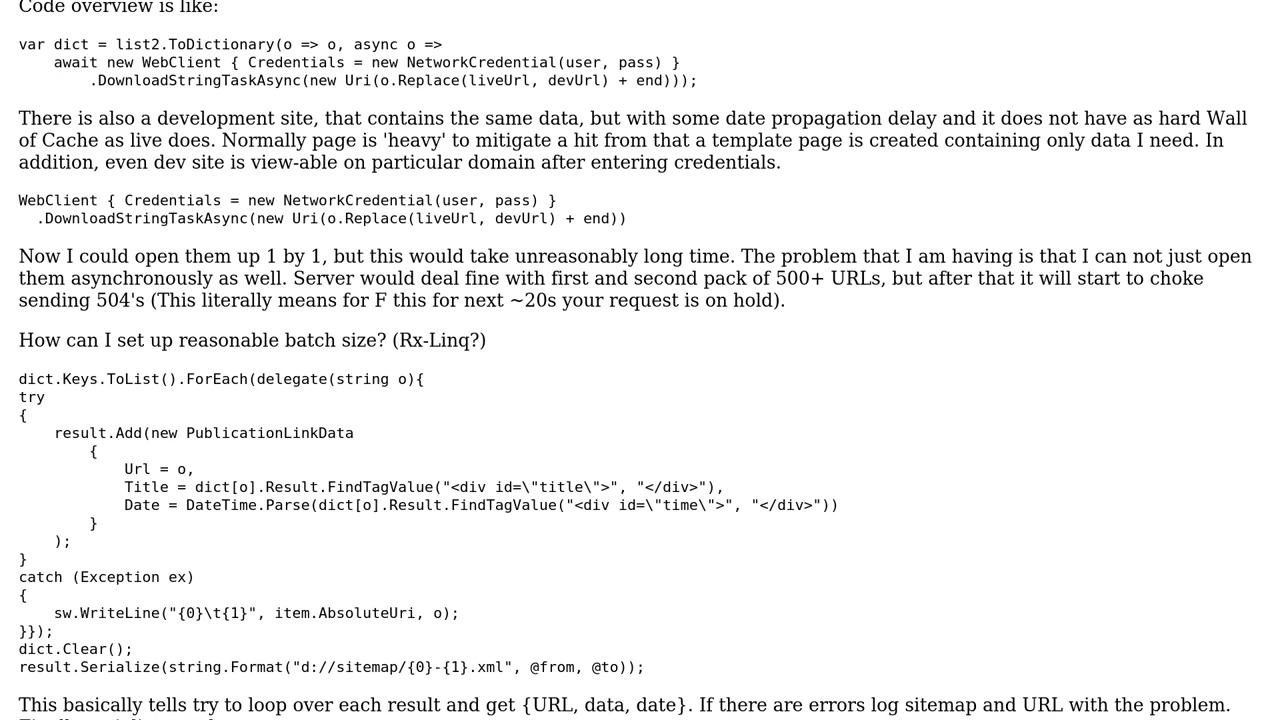 Code overview is like:
var dict = list2.ToDictionary(o => o, async o =>
    await new WebClient { Credentials = new NetworkCredential(user, pass) }
        .DownloadStringTaskAsync(new Uri(o.Replace(liveUrl, devUrl) + end)));
There is also a development site, that contains the same data, but with some date propagation delay and it does not have as hard Wall
of Cache as live does. Normally page is 'heavy' to mitigate a hit from that a template page is created containing only data I need. In
addition, even dev site is view-able on particular domain after entering credentials.
WebClient { Credentials = new NetworkCredential(user, pass) }
  .DownloadStringTaskAsync(new Uri(o.Replace(liveUrl, devUrl) + end))
Now I could open them up 1 by 1, but this would take unreasonably long time. The problem that I am having is that I can not just open
them asynchronously as well. Server would deal fine with first and second pack of 500+ URLs, but after that it will start to choke
sending 504's (This literally means for F this for next ~20s your request is on hold).
How can I set up reasonable batch size? (Rx-Linq?)
dict.Keys.ToList().ForEach(delegate(string o){
try
{
    result.Add(new PublicationLinkData
        {
            Url = o,
            Title = dict[o].Result.FindTagValue("<div id=\"title\">", "</div>"),
            Date = DateTime.Parse(dict[o].Result.FindTagValue("<div id=\"time\">", "</div>"))
        }
    );
}
catch (Exception ex)
{
    sw.WriteLine("{0}\t{1}", item.AbsoluteUri, o);
}});
dict.Clear();
result.Serialize(string.Format("d://sitemap/{0}-{1}.xml", @from, @to));
This basically tells try to loop over each result and get {URL, data, date}. If there are errors log sitemap and URL with the problem.